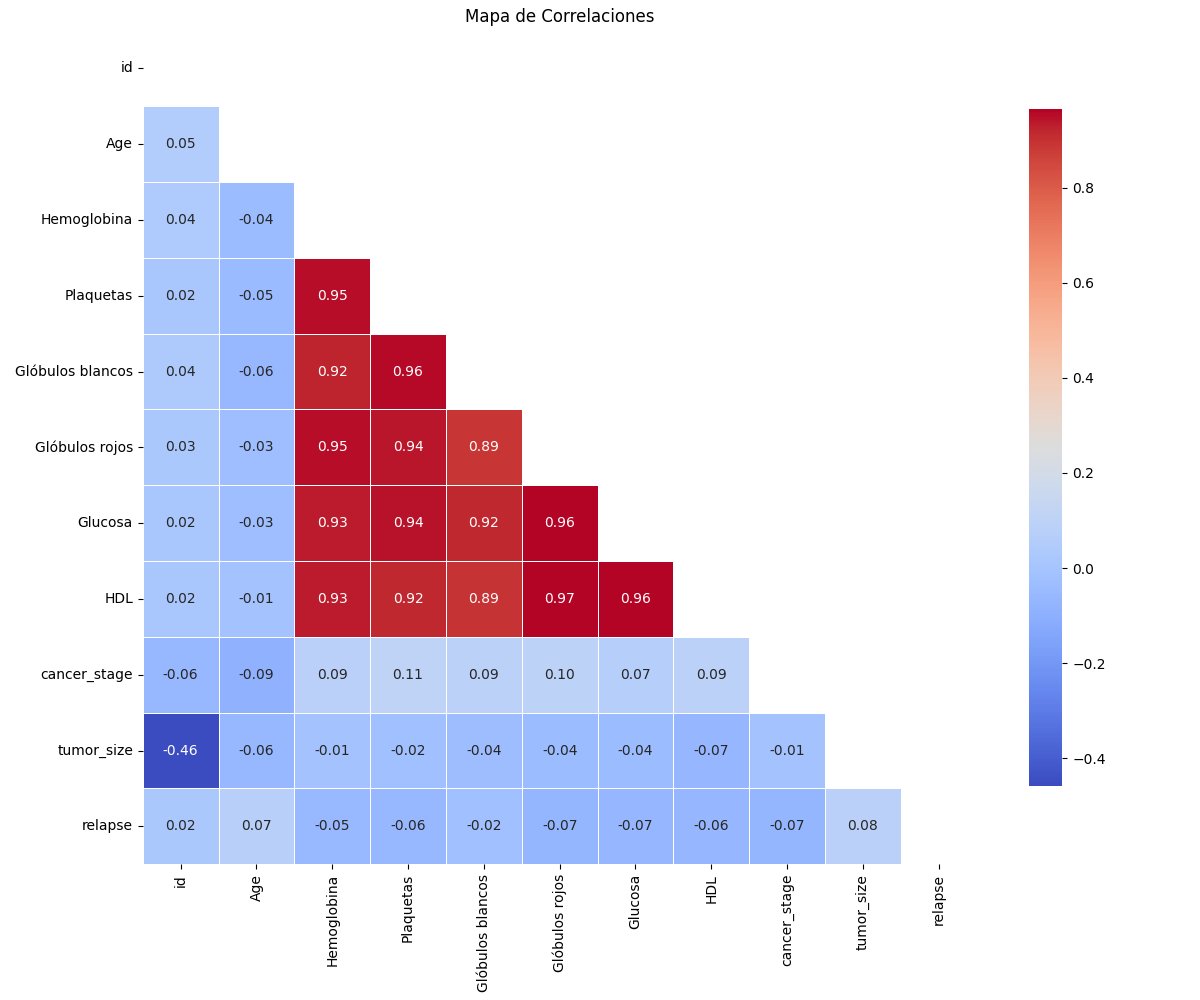 Mapa de Correlaciones
id
Age 0.05
Hemoglobina 0.04 -0.04
Plaquetas 0.02 -0.05 0.95
Glóbulos blancos 0.04 -0.06 0.92 0.96
Glóbulos rojos 0.03 -0.03 0.95 0.94 0.89
Glucosa 0.02 -0.03 0.93 0.94 0.92 0.96
HDL 0.02 -0.01 0.93 0.92 0.89 0.97 0.96
cancer_stage -0.06 -0.09 0.09 0.11 0.09 0.10 0.07 0.09
tumor_size -0.46 -0.06 -0.01 -0.02 -0.04 -0.04 -0.04 -0.07 -0.01
relapse 0.02 0.07 -0.05 -0.06 -0.02 -0.07 -0.07 -0.06 -0.07 0.08
id
Age
Hemoglobina
Plaquetas
Glóbulos blancos
Glóbulos rojos
Glucosa
HDL
cancer_stage
tumor_size
relapse
0.8
0.6
0.4
0.2
0.0
−0.2
−0.4